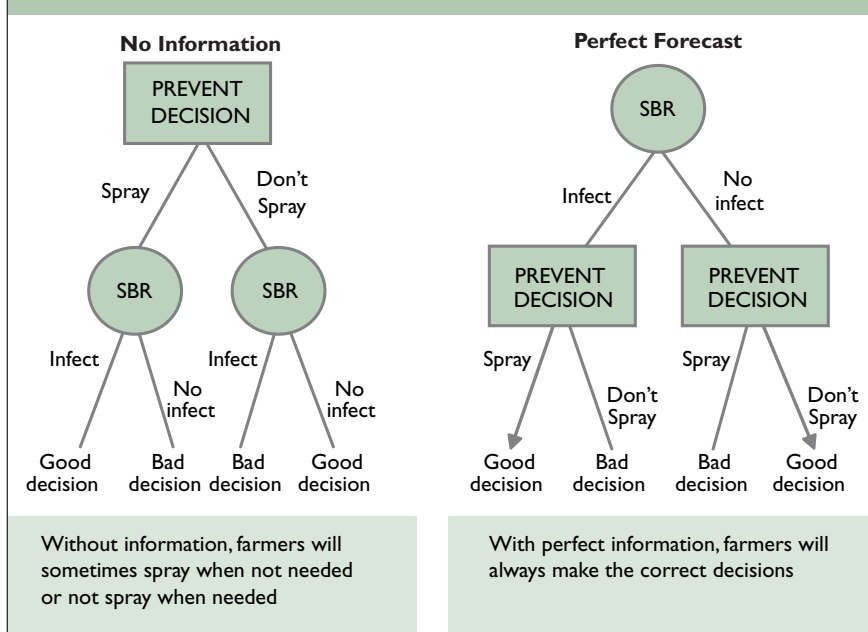 No Information
PREVENT
DECISION
Spray
Don't
Spray
SBR
SBR
Infect
No
infect
Infect
No
infect
Good
decision
Bad
decision
Bad
decision
Good
decision
Without information, farmers will
sometimes spray when not needed
or not spray when needed
Perfect Forecast
SBR
Infect
No
infect
PREVENT
DECISION
PREVENT
DECISION
Spray
Don't
Spray
Spray
Don't
Spray
Good
decision
Bad
decision
Bad
decision
Good
decision
With perfect information, farmers will
always make the correct decisions